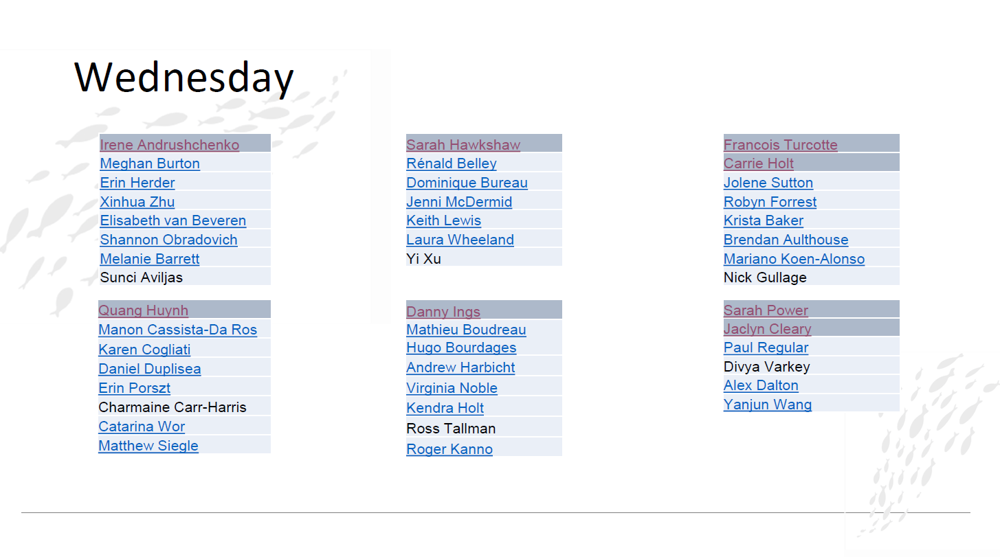 Wednesday
Irene Andrushchenko
Meghan Burton
Erin Herder
Xinhua Zhu
Elisabeth van Beveren
Shannon Obradovich
Melanie Barrett
Sunci Aviljas
Sarah Hawkshaw
Rénald Belley
Dominique Bureau
Jenni McDermid
Keith Lewis
Laura Wheeland
Yi Xu
Francois Turcotte
Carrie Holt
Jolene Sutton
Robyn Forrest
Krista Baker
Brendan Aulthouse
Mariano Koen-Alonso
Nick Gullage
Quang Huynh
Manon Cassista-Da Ros
Karen Cogliati
Daniel Duplisea
Erin Porszt
Charmaine Carr-Harris
Catarina Wor
Matthew Siegle
Danny Ings
Mathieu Boudreau
Hugo Bourdages
Andrew Harbicht
Virginia Noble
Kendra Holt
Ross Tallman
Roger Kanno
Sarah Power
Jaclyn Cleary
Paul Regular
Divya Varkey
Alex Dalton
Yanjun Wang